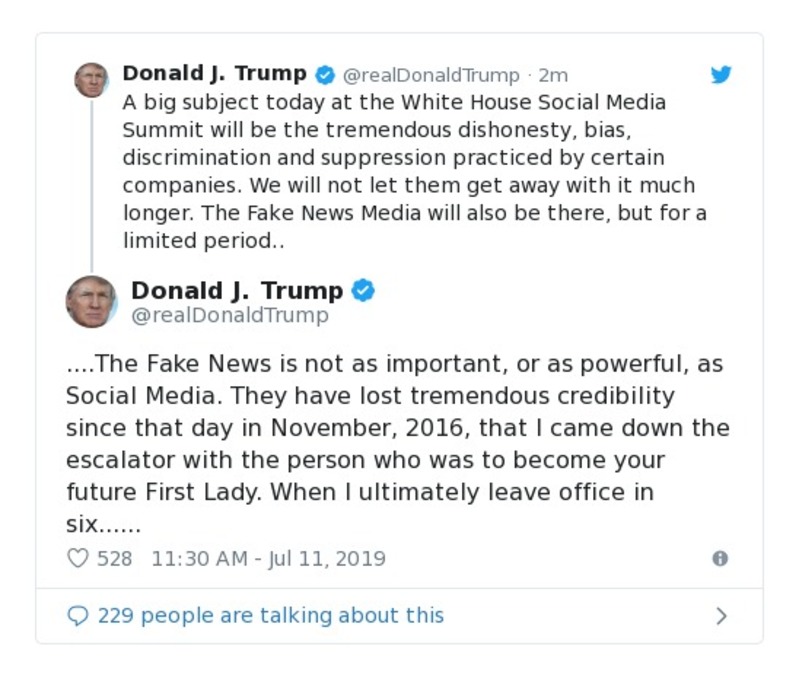 Donald J. Trump @realDonaldTrump · 2m
A big subject today at the White House Social Media
Summit will be the tremendous dishonesty, bias,
discrimination and suppression practiced by certain
companies. We will not let them get away with it much
longer. The Fake News Media will also be there, but for a
limited period..
Donald J. Trump
@realDonaldTrump
....The Fake News is not as important, or as powerful, as
Social Media. They have lost tremendous credibility
since that day in November, 2016, that I came down the
escalator with the person who was to become your
future First Lady. When I ultimately leave office in
six......
528 11:30 AM - Jul 11, 2019
229 people are talking about this